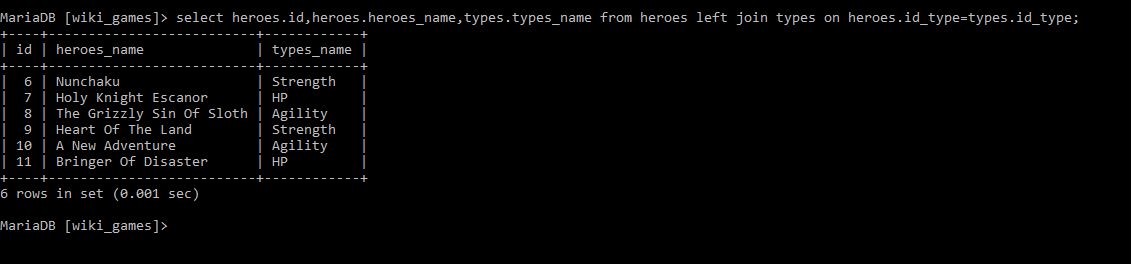 MariaDB [wiki_games]> select heroes.id,heroes.heroes_name,types.types_name from heroes left join types on heroes.id_type=types.id_type;
+----+--------------------------+------------+
| id | heroes_name              | types_name |
+----+--------------------------+------------+
|  6 | Nunchaku                 | Strength   |
|  7 | Holy Knight Escanor      | HP         |
|  8 | The Grizzly Sin Of Sloth | Agility    |
|  9 | Heart Of The Land        | Strength   |
| 10 | A New Adventure          | Agility    |
| 11 | Bringer Of Disaster      | HP         |
+----+--------------------------+------------+
6 rows in set (0.001 sec)
MariaDB [wiki_games]>